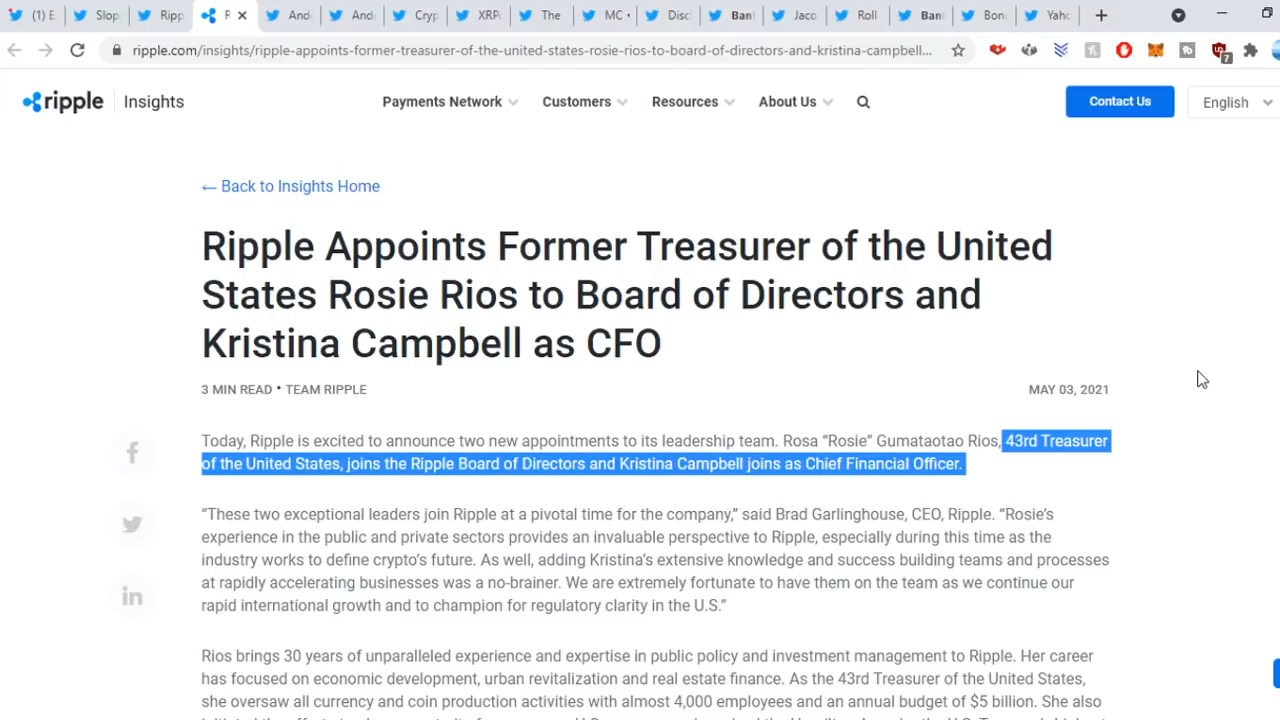 (1) E
Slop
Ripp
R
And
And
Cryp
XRP
The
MC
Disc
Ban
Jaco
Roll
Ban
Bon
Yaho
ripple.com/insights/ripple-appoints-former-treasurer-of-the-united-states-rosie-rios-to-board-of-directors-and-kristina-campbell...
7
ripple Insights Payments Network Customers Resources About Us Contact Us English
← Back to Insights Home
Ripple Appoints Former Treasurer of the United
States Rosie Rios to Board of Directors and
Kristina Campbell as CFO
3 MIN READ • TEAM RIPPLE MAY 03, 2021
Today, Ripple is excited to announce two new appointments to its leadership team. Rosa “Rosie” Gumataotao Rios, 43rd Treasurer
of the United States, joins the Ripple Board of Directors and Kristina Campbell joins as Chief Financial Officer.
“These two exceptional leaders join Ripple at a pivotal time for the company,” said Brad Garlinghouse, CEO, Ripple. “Rosie’s
experience in the public and private sectors provides an invaluable perspective to Ripple, especially during this time as the
industry works to define crypto’s future. As well, adding Kristina’s extensive knowledge and success building teams and processes
at rapidly accelerating businesses was a no-brainer. We are extremely fortunate to have them on the team as we continue our
rapid international growth and to champion for regulatory clarity in the U.S.”
Rios brings 30 years of unparalleled experience and expertise in public policy and investment management to Ripple. Her career
has focused on economic development, urban revitalization and real estate finance. As the 43rd Treasurer of the United States,
she oversaw all currency and coin production activities with almost 4,000 employees and an annual budget of $5 billion. She also